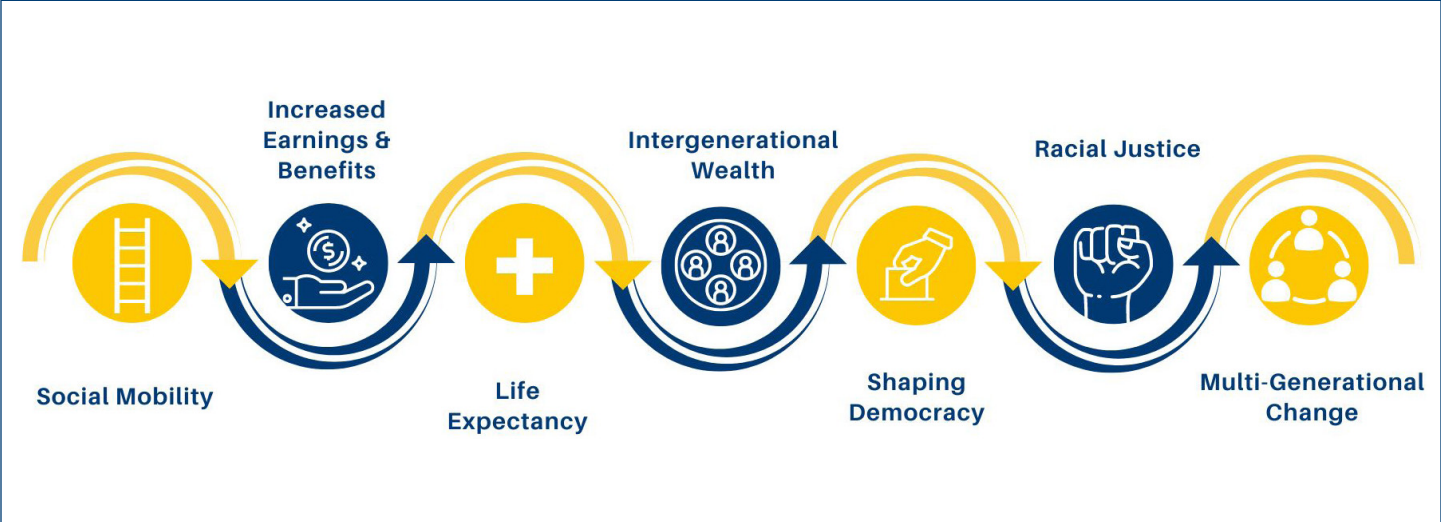 Social Mobility
Increased
Earnings &
Benefits
$
Life
Expectancy
Intergenerational
Wealth
Shaping
Democracy
Racial Justice
Multi-Generational
Change